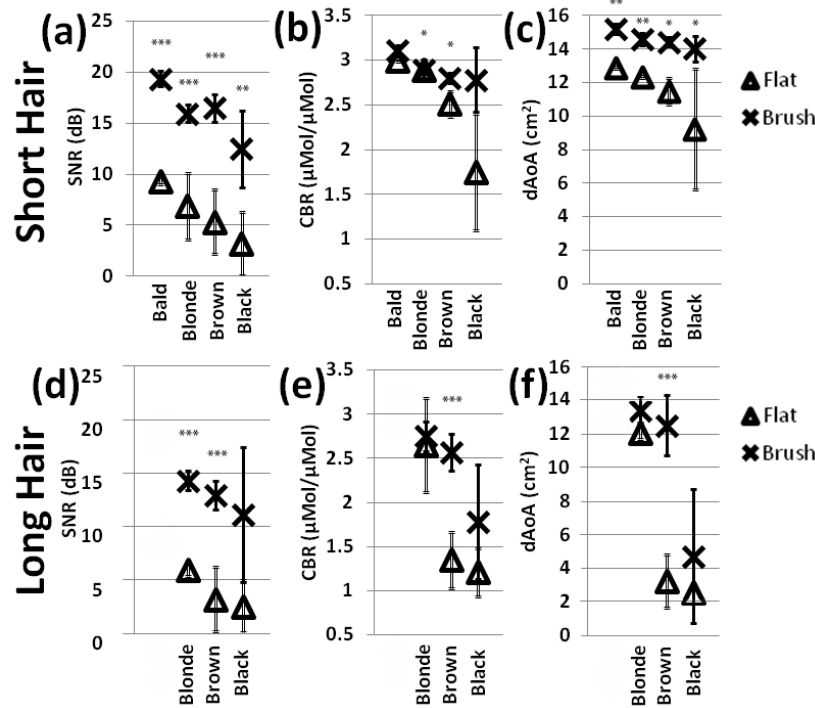 Short Hair
(a)
SNR (dB)
25
20
15
10
5
0
***
***
***
**
Bald
Blonde
Brown
Black
(b)
CBR (µMol/µMol)
3.5
3
2.5
2
1.5
1
0.5
*
*
Bald
Blonde
Brown
Black
(c)
dAoA (cm²)
16
14
12
10
8
6
4
2
0
**
**
*
*
Bald
Blonde
Brown
Black
Flat
Brush
Long Hair
(d)
SNR (dB)
25
20
15
10
5
0
***
***
Blonde
Brown
Black
(e)
CBR (µMol/µMol)
3.5
3
2.5
2
1.5
1
0.5
***
Blonde
Brown
Black
(f)
dAoA (cm²)
16
14
12
10
8
6
4
2
0
***
Blonde
Brown
Black
Flat
Brush